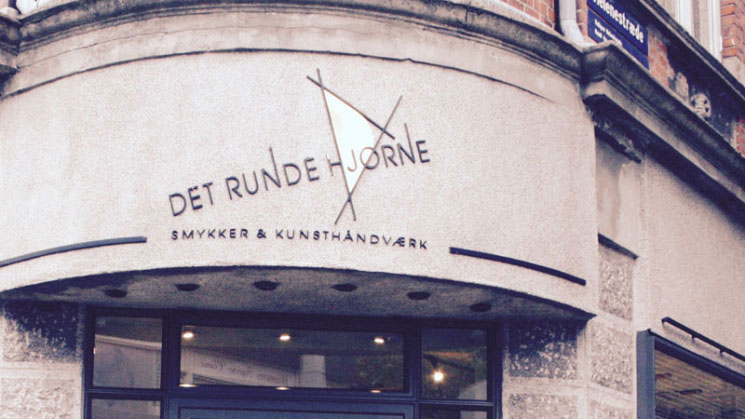 DET RUNDE HJØRNE
SMYKKER & KUNSTHÅNDVÆRK